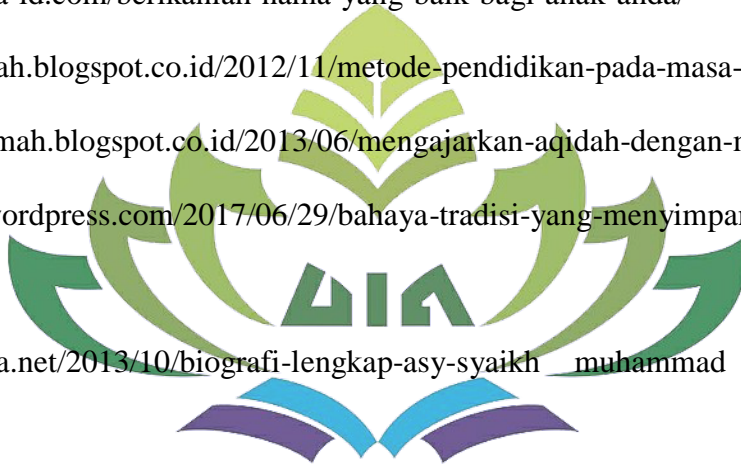 a-id.com/berikanlah-nama-yang-baik-bagi-anak-anda/
ah.blogspot.co.id/2012/11/metode-pendidikan-pada-masa-
mah.blogspot.co.id/2013/06/mengajarkan-aqidah-dengan-
wordpress.com/2017/06/29/bahaya-tradisi-yang-menyimpan
UIN
a.net/2013/10/biografi-lengkap-asy-syaikh muhammad